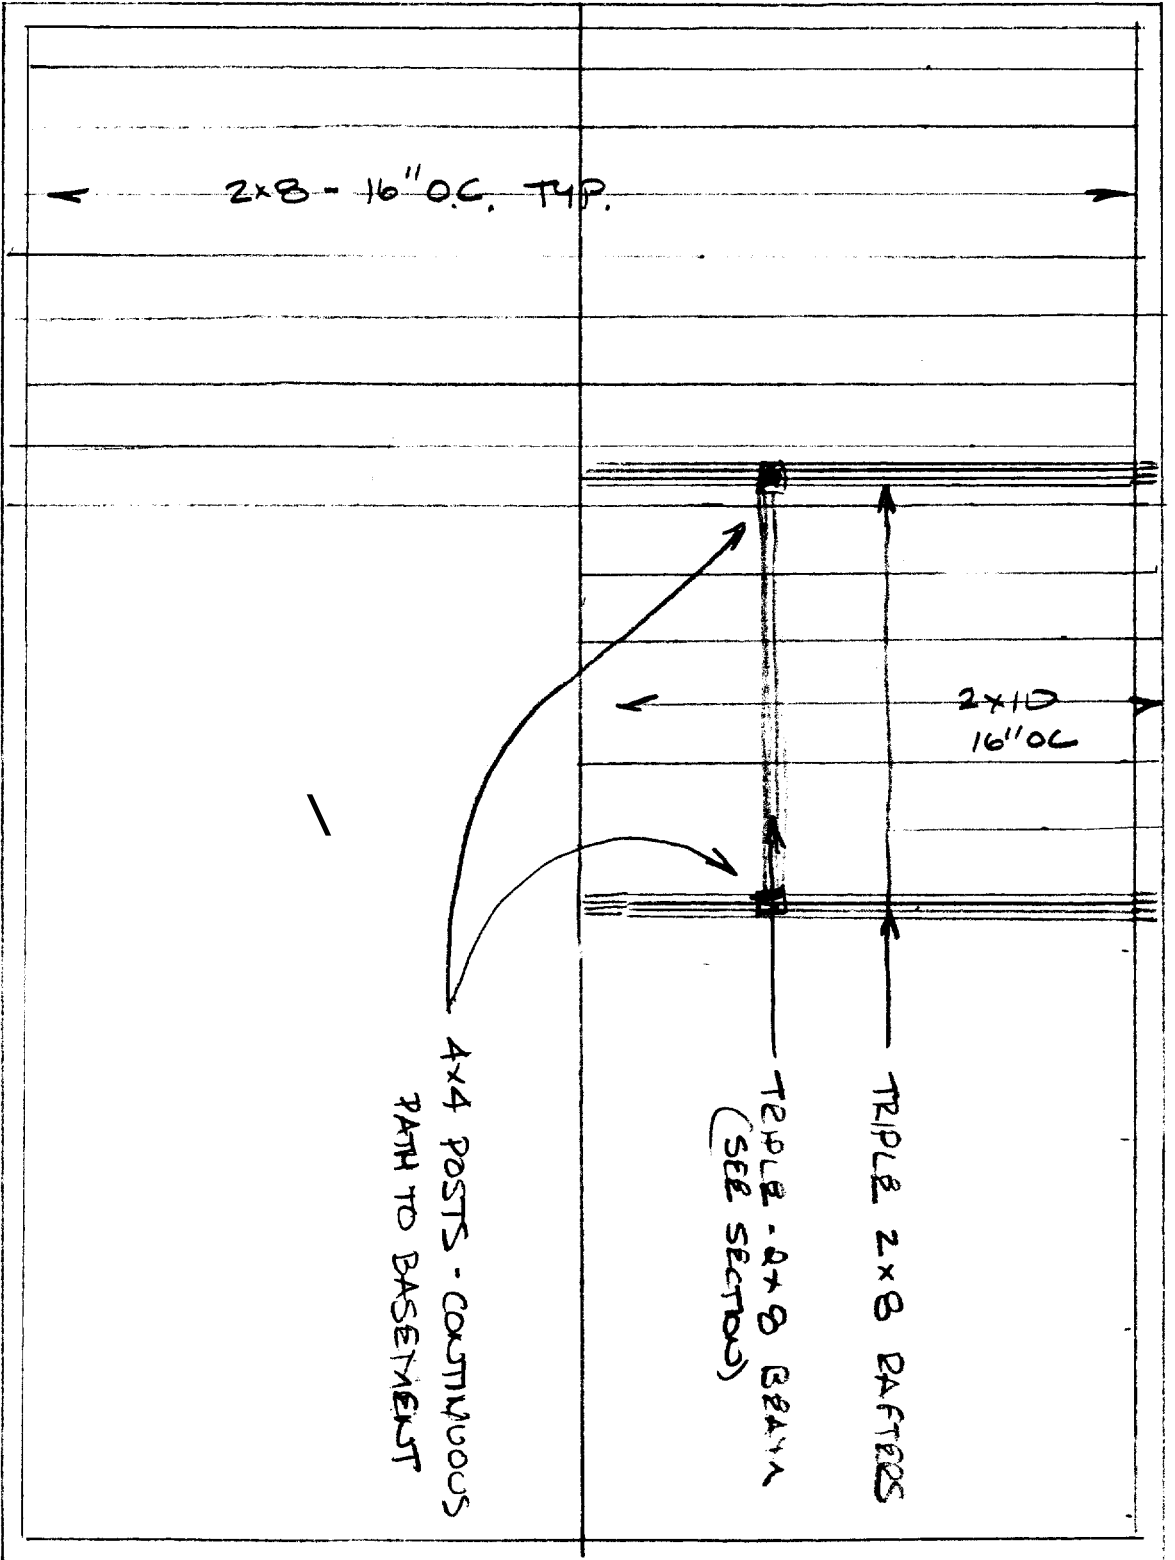 2x8 - 16" O.C. TYP.
2x10
16" OC
TRIPLE 2x8 RAFTERS
TRIPLE - 2x8 BEAM
(SEE SECTION)
4x4 POSTS - CONTINUOUS
PATH TO BASEMENT